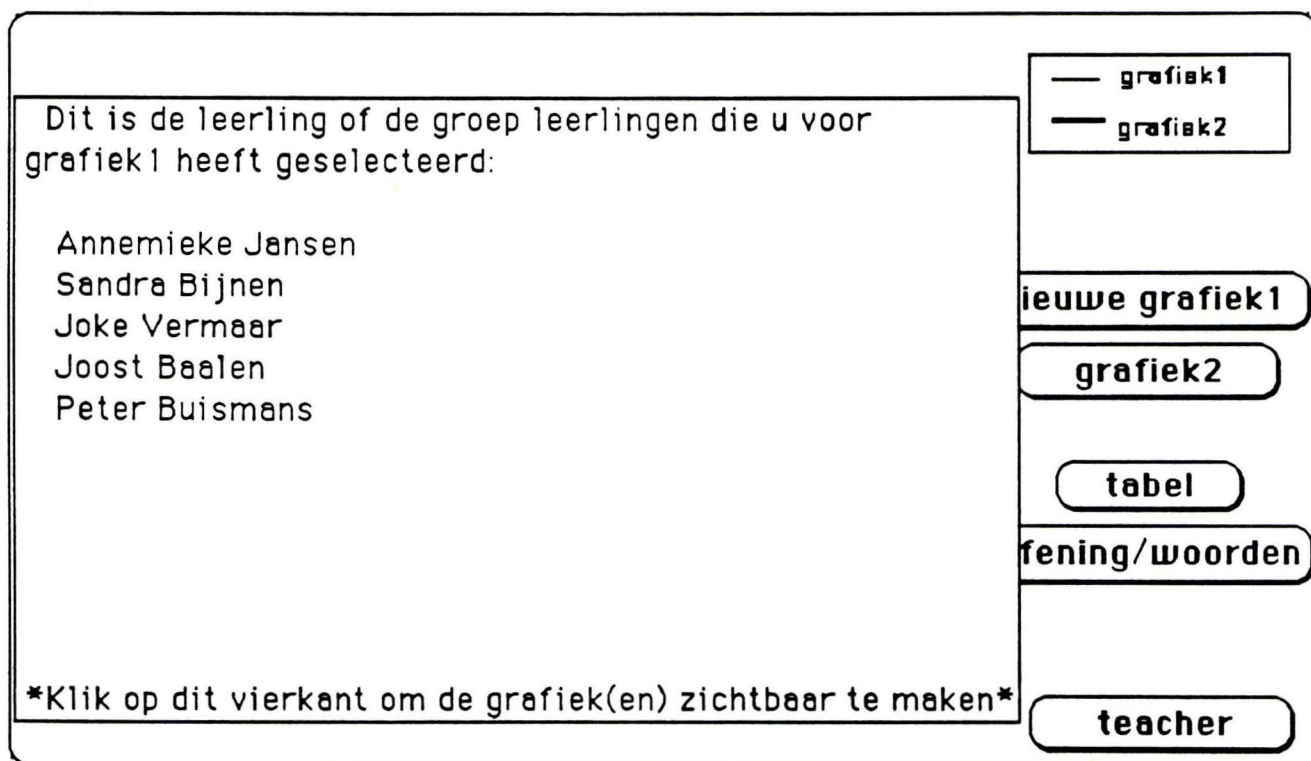 Dit is de leerling of de groep leerlingen die u voor
grafiek1 heeft geselecteerd:
Annemieke Jansen
Sandra Bijnen
Joke Vermaar
Joost Baalen
Peter Buismans
*Klik op dit vierkant om de grafiek(en) zichtbaar te maken*
grafiek1
grafiek2
ieuwe grafiek1
grafiek2
tabel
fening/woorden
teacher